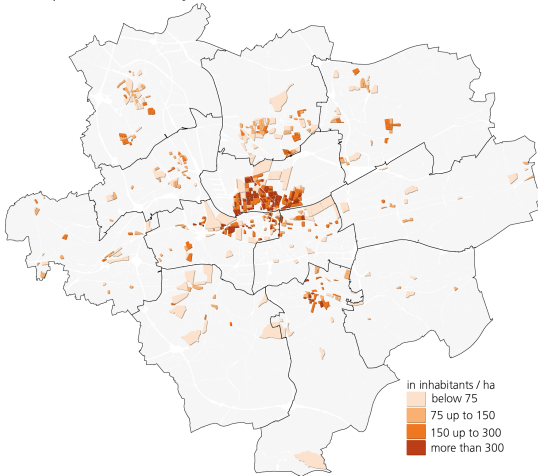 in inhabitants / ha
below 75
75 up to 150
150 up to 300
more than 300